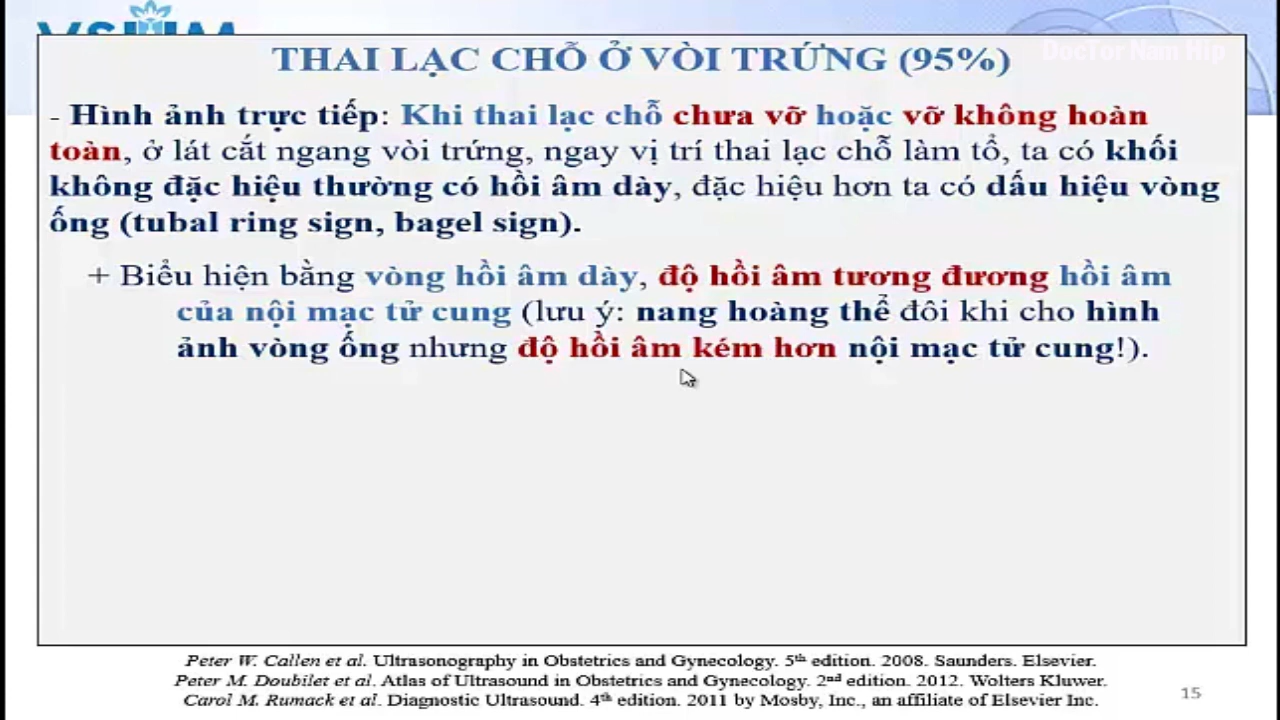 THAI LẠC CHỖ Ở VÒI TRỨNG (95%)
DocTor Nam Hip
- Hình ảnh trực tiếp: Khi thai lạc chỗ chưa vỡ hoặc vỡ không hoàn
toàn, ở lát cắt ngang vòi trứng, ngay vị trí thai lạc chỗ làm tổ, ta có khối
không đặc hiệu thường có hồi âm dày, đặc hiệu hơn ta có dấu hiệu vòng
ống (tubal ring sign, bagel sign).
+ Biểu hiện bằng vòng hồi âm dày, độ hồi âm tương đương hồi âm
của nội mạc tử cung (lưu ý: nang hoàng thể đôi khi cho hình
ảnh vòng ống nhưng độ hồi âm kém hơn nội mạc tử cung!).
Peter W. Callen et al. Ultrasonography in Obstetrics and Gynecology. 5th edition. 2008. Saunders. Elsevier.
Peter M. Doubilet et al. Atlas of Ultrasound in Obstetrics and Gynecology. 2nd edition. 2012. Wolters Kluwer.
Carol M. Rumack et al. Diagnostic Ultrasound. 4th edition. 2011 by Mosby, Inc., an affiliate of Elsevier Inc.
15